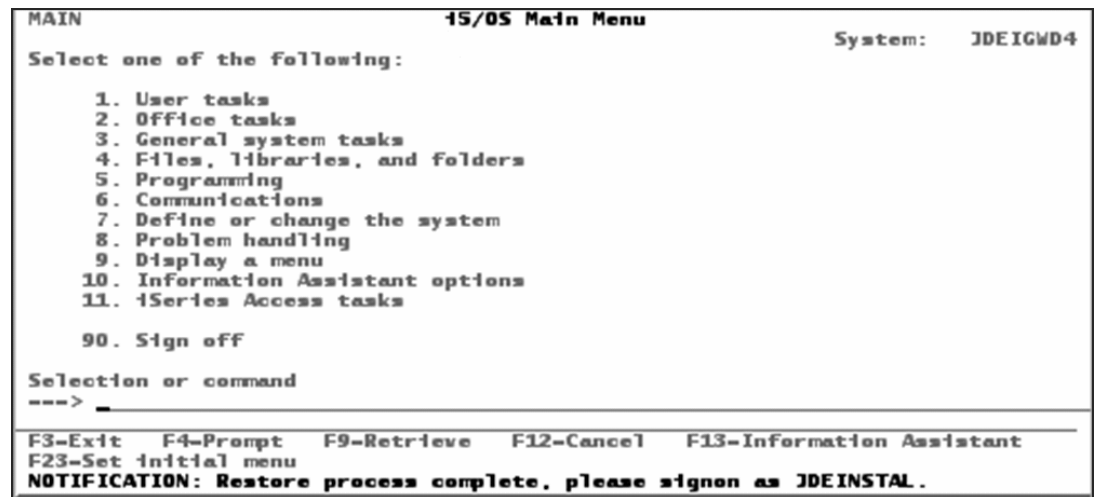 MAIN i5/OS Main Menu
System: JDEIGWD4
Select one of the following:
1. User tasks
2. Office tasks
3. General system tasks
4. Files, libraries, and folders
5. Programming
6. Communications
7. Define or change the system
8. Problem handling
9. Display a menu
10. Information Assistant options
11. iSeries Access tasks
90. Sign off
Selection or command
===> _
F3=Exit F4=Prompt F9=Retrieve F12=Cancel F13=Information Assistant
F23=Set initial menu
NOTIFICATION: Restore process complete, please signon as JDEINSTAL.